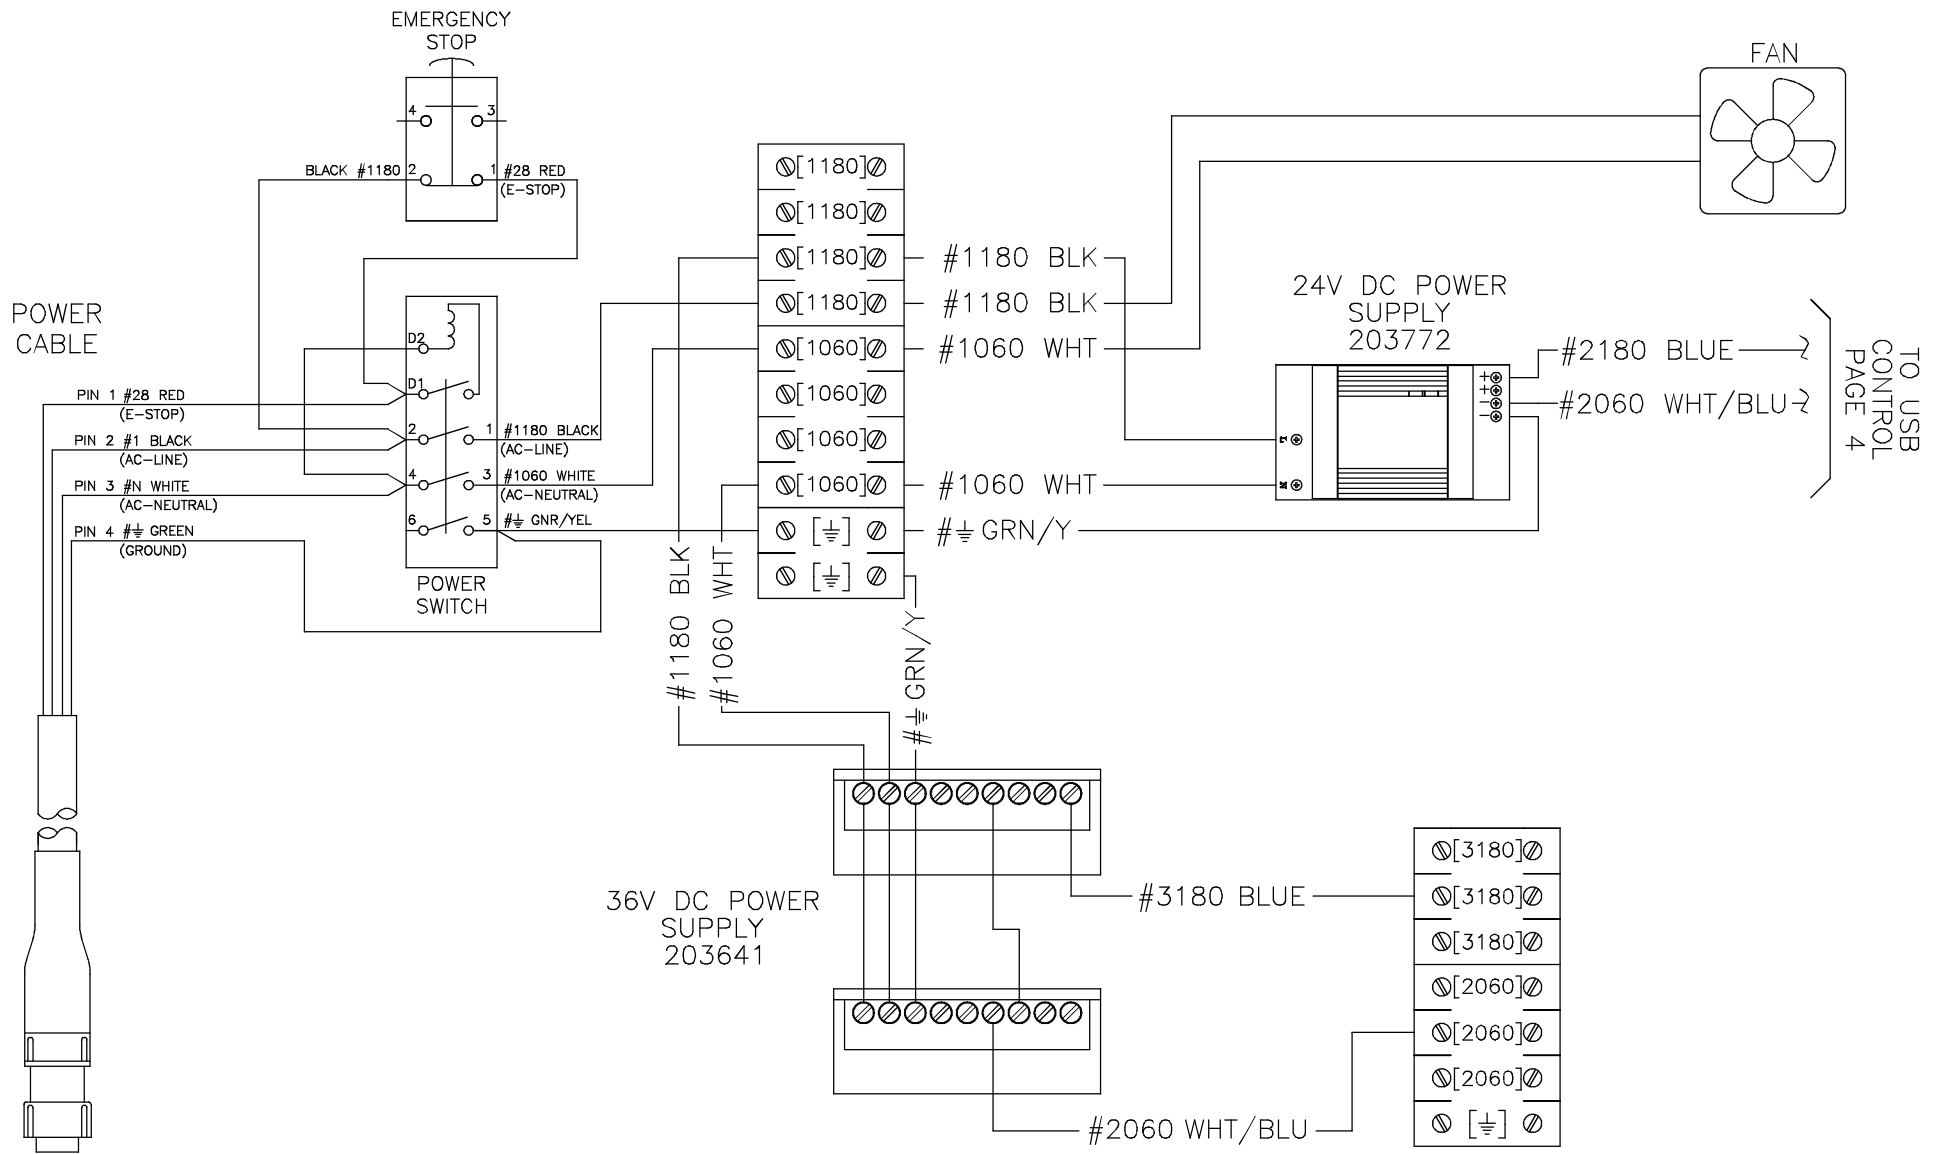 EMERGENCY
STOP
4
3
BLACK #1180
2
1
#28 RED
(E-STOP)
FAN
[1180]
[1180]
[1180]
#1180 BLK
[1180]
#1180 BLK
[1060]
#1060 WHT
[1060]
[1060]
[1060]
#1060 WHT
[⏚]
#⏚ GRN/Y
[⏚]
POWER
CABLE
D2
D1
PIN 1 #28 RED
(E-STOP)
2
1
#1180 BLACK
(AC-LINE)
PIN 2 #1 BLACK
(AC-LINE)
4
3
#1060 WHITE
(AC-NEUTRAL)
PIN 3 #N WHITE
(AC-NEUTRAL)
6
5
#⏚ GNR/YEL
PIN 4 #⏚ GREEN
(GROUND)
POWER
SWITCH
24V DC POWER
SUPPLY
203772
+
+
−
−
L
N
#2180 BLUE
#2060 WHT/BLU
TO USB
CONTROL
PAGE 4
#1180 BLK
#1060 WHT
#⏚ GRN/Y
36V DC POWER
SUPPLY
203641
#3180 BLUE
#2060 WHT/BLU
[3180]
[3180]
[3180]
[2060]
[2060]
[2060]
[⏚]